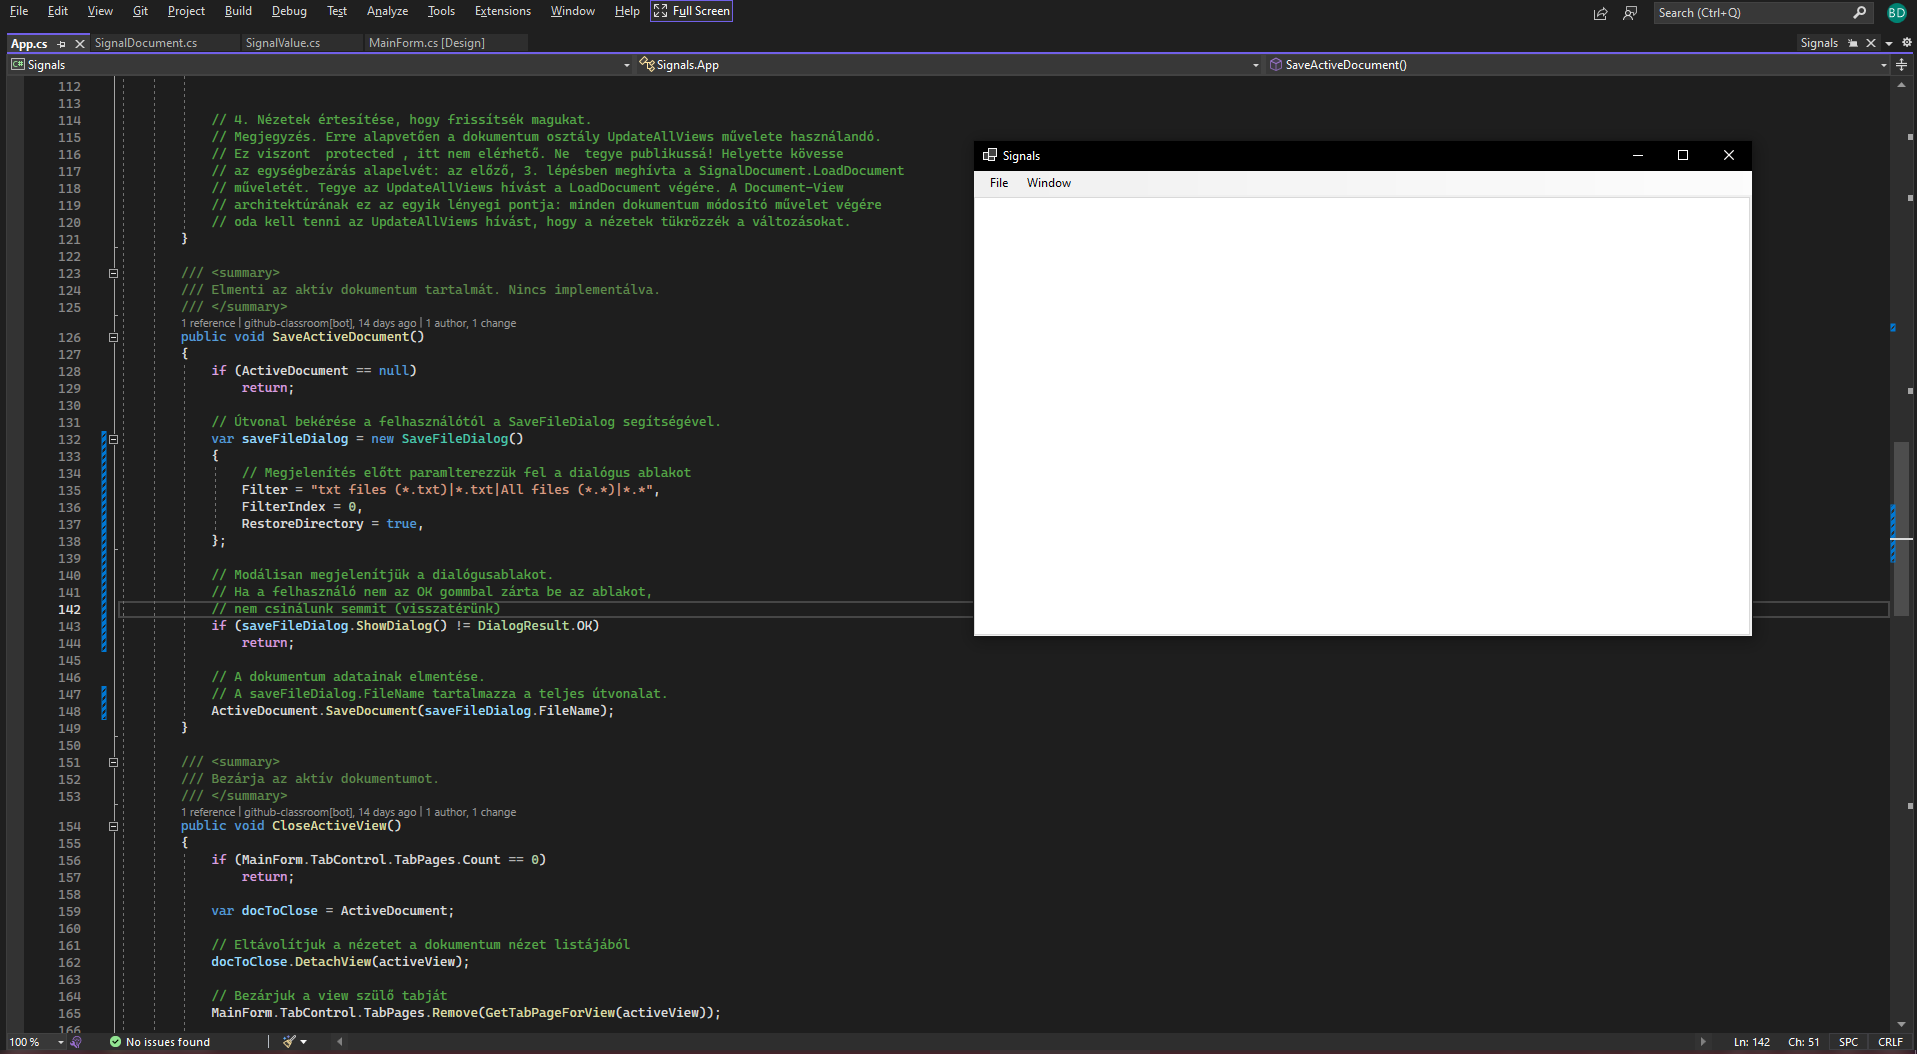 File Edit View Git Project Build Debug Test Analyze Tools Extensions Window Help Full Screen Search (Ctrl+Q) BD
App.cs SignalDocument.cs SignalValue.cs MainForm.cs [Design] Signals
C# Signals Signals.App SaveActiveDocument()
112
113
114 // 4. Nézetek értesítése, hogy frissítsék magukat.
115 // Megjegyzés. Erre alapvetően a dokumentum osztály UpdateAllViews művelete használandó.
116 // Ez viszont  protected , itt nem elérhető. Ne  tegye publikussá! Helyette kövesse
117 // az egységbezárás alapelvét: az előző, 3. lépésben meghívta a SignalDocument.LoadDocument
118 // műveletét. Tegye az UpdateAllViews hívást a LoadDocument végére. A Document-View
119 // architektúrának ez az egyik lényegi pontja: minden dokumentum módosító művelet végére
120 // oda kell tenni az UpdateAllViews hívást, hogy a nézetek tükrözzék a változásokat.
121 }
122
123 /// <summary>
124 /// Elmenti az aktív dokumentum tartalmát. Nincs implementálva.
125 /// </summary>
1 reference | github-classroom[bot], 14 days ago | 1 author, 1 change
126 public void SaveActiveDocument()
127 {
128 if (ActiveDocument == null)
129 return;
130
131 // Útvonal bekérése a felhasználótól a SaveFileDialog segítségével.
132 var saveFileDialog = new SaveFileDialog()
133 {
134 // Megjelenítés előtt paramlterezzük fel a dialógus ablakot
135 Filter = "txt files (*.txt)|*.txt|All files (*.*)|*.*",
136 FilterIndex = 0,
137 RestoreDirectory = true,
138 };
139
140 // Modálisan megjelenítjük a dialógusablakot.
141 // Ha a felhasználó nem az OK gombbal zárta be az ablakot,
142 // nem csinálunk semmit (visszatérünk)
143 if (saveFileDialog.ShowDialog() != DialogResult.OK)
144 return;
145
146 // A dokumentum adatainak elmentése.
147 // A saveFileDialog.FileName tartalmazza a teljes útvonalat.
148 ActiveDocument.SaveDocument(saveFileDialog.FileName);
149 }
150
151 /// <summary>
152 /// Bezárja az aktív dokumentumot.
153 /// </summary>
1 reference | github-classroom[bot], 14 days ago | 1 author, 1 change
154 public void CloseActiveView()
155 {
156 if (MainForm.TabControl.TabPages.Count == 0)
157 return;
158
159 var docToClose = ActiveDocument;
160
161 // Eltávolítjuk a nézetet a dokumentum nézet listájából
162 docToClose.DetachView(activeView);
163
164 // Bezárjuk a view szülő tabját
165 MainForm.TabControl.TabPages.Remove(GetTabPageForView(activeView));
166
Signals
File Window
100 % No issues found Ln: 142 Ch: 51 SPC CRLF